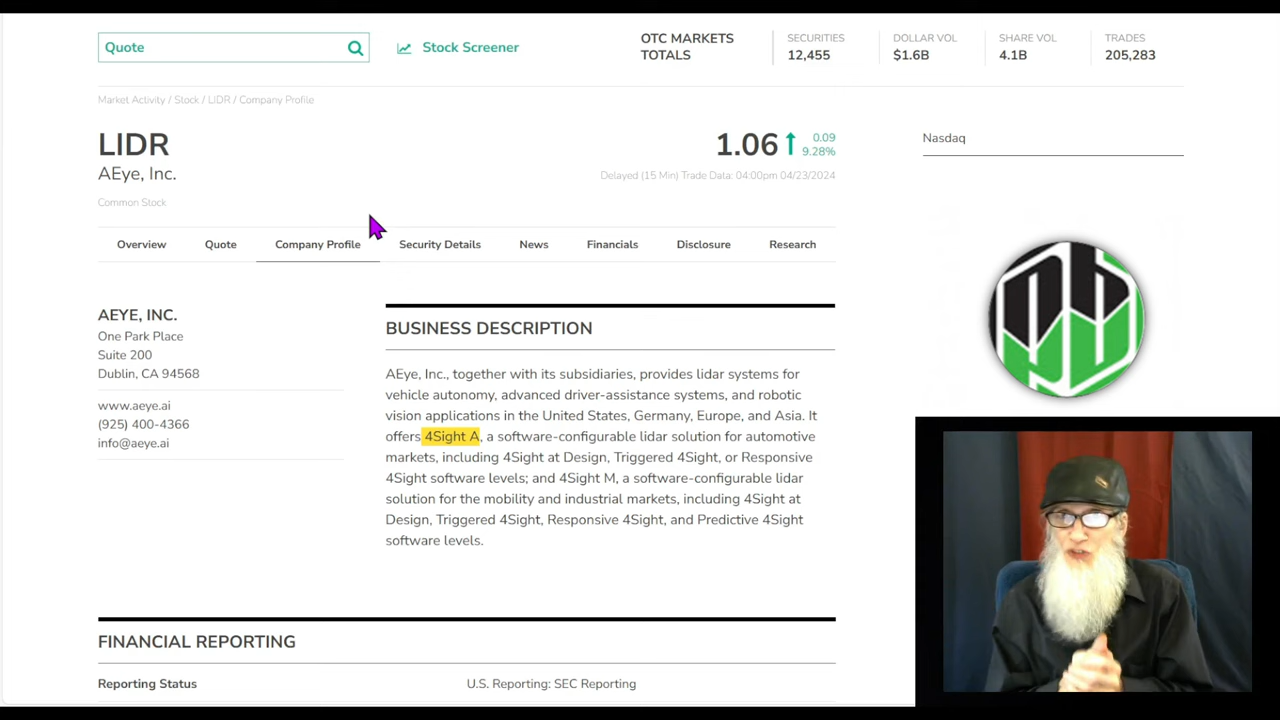 Quote
Stock Screener
OTC MARKETS
TOTALS
SECURITIES
12,455
DOLLAR VOL
$1.6B
SHARE VOL
4.1B
TRADES
205,283
Market Activity / Stock / LIDR / Company Profile
LIDR
AEye, Inc.
Common Stock
1.06
0.09
9.28%
Delayed (15 Min) Trade Data: 04:00pm 04/23/2024
Nasdaq
Overview
Quote
Company Profile
Security Details
News
Financials
Disclosure
Research
AEYE, INC.
One Park Place
Suite 200
Dublin, CA 94568
www.aeye.ai
(925) 400-4366
info@aeye.ai
BUSINESS DESCRIPTION
AEye, Inc., together with its subsidiaries, provides lidar systems for
vehicle autonomy, advanced driver-assistance systems, and robotic
vision applications in the United States, Germany, Europe, and Asia. It
offers 4Sight A, a software-configurable lidar solution for automotive
markets, including 4Sight at Design, Triggered 4Sight, or Responsive
4Sight software levels; and 4Sight M, a software-configurable lidar
solution for the mobility and industrial markets, including 4Sight at
Design, Triggered 4Sight, Responsive 4Sight, and Predictive 4Sight
software levels.
FINANCIAL REPORTING
Reporting Status
U.S. Reporting: SEC Reporting